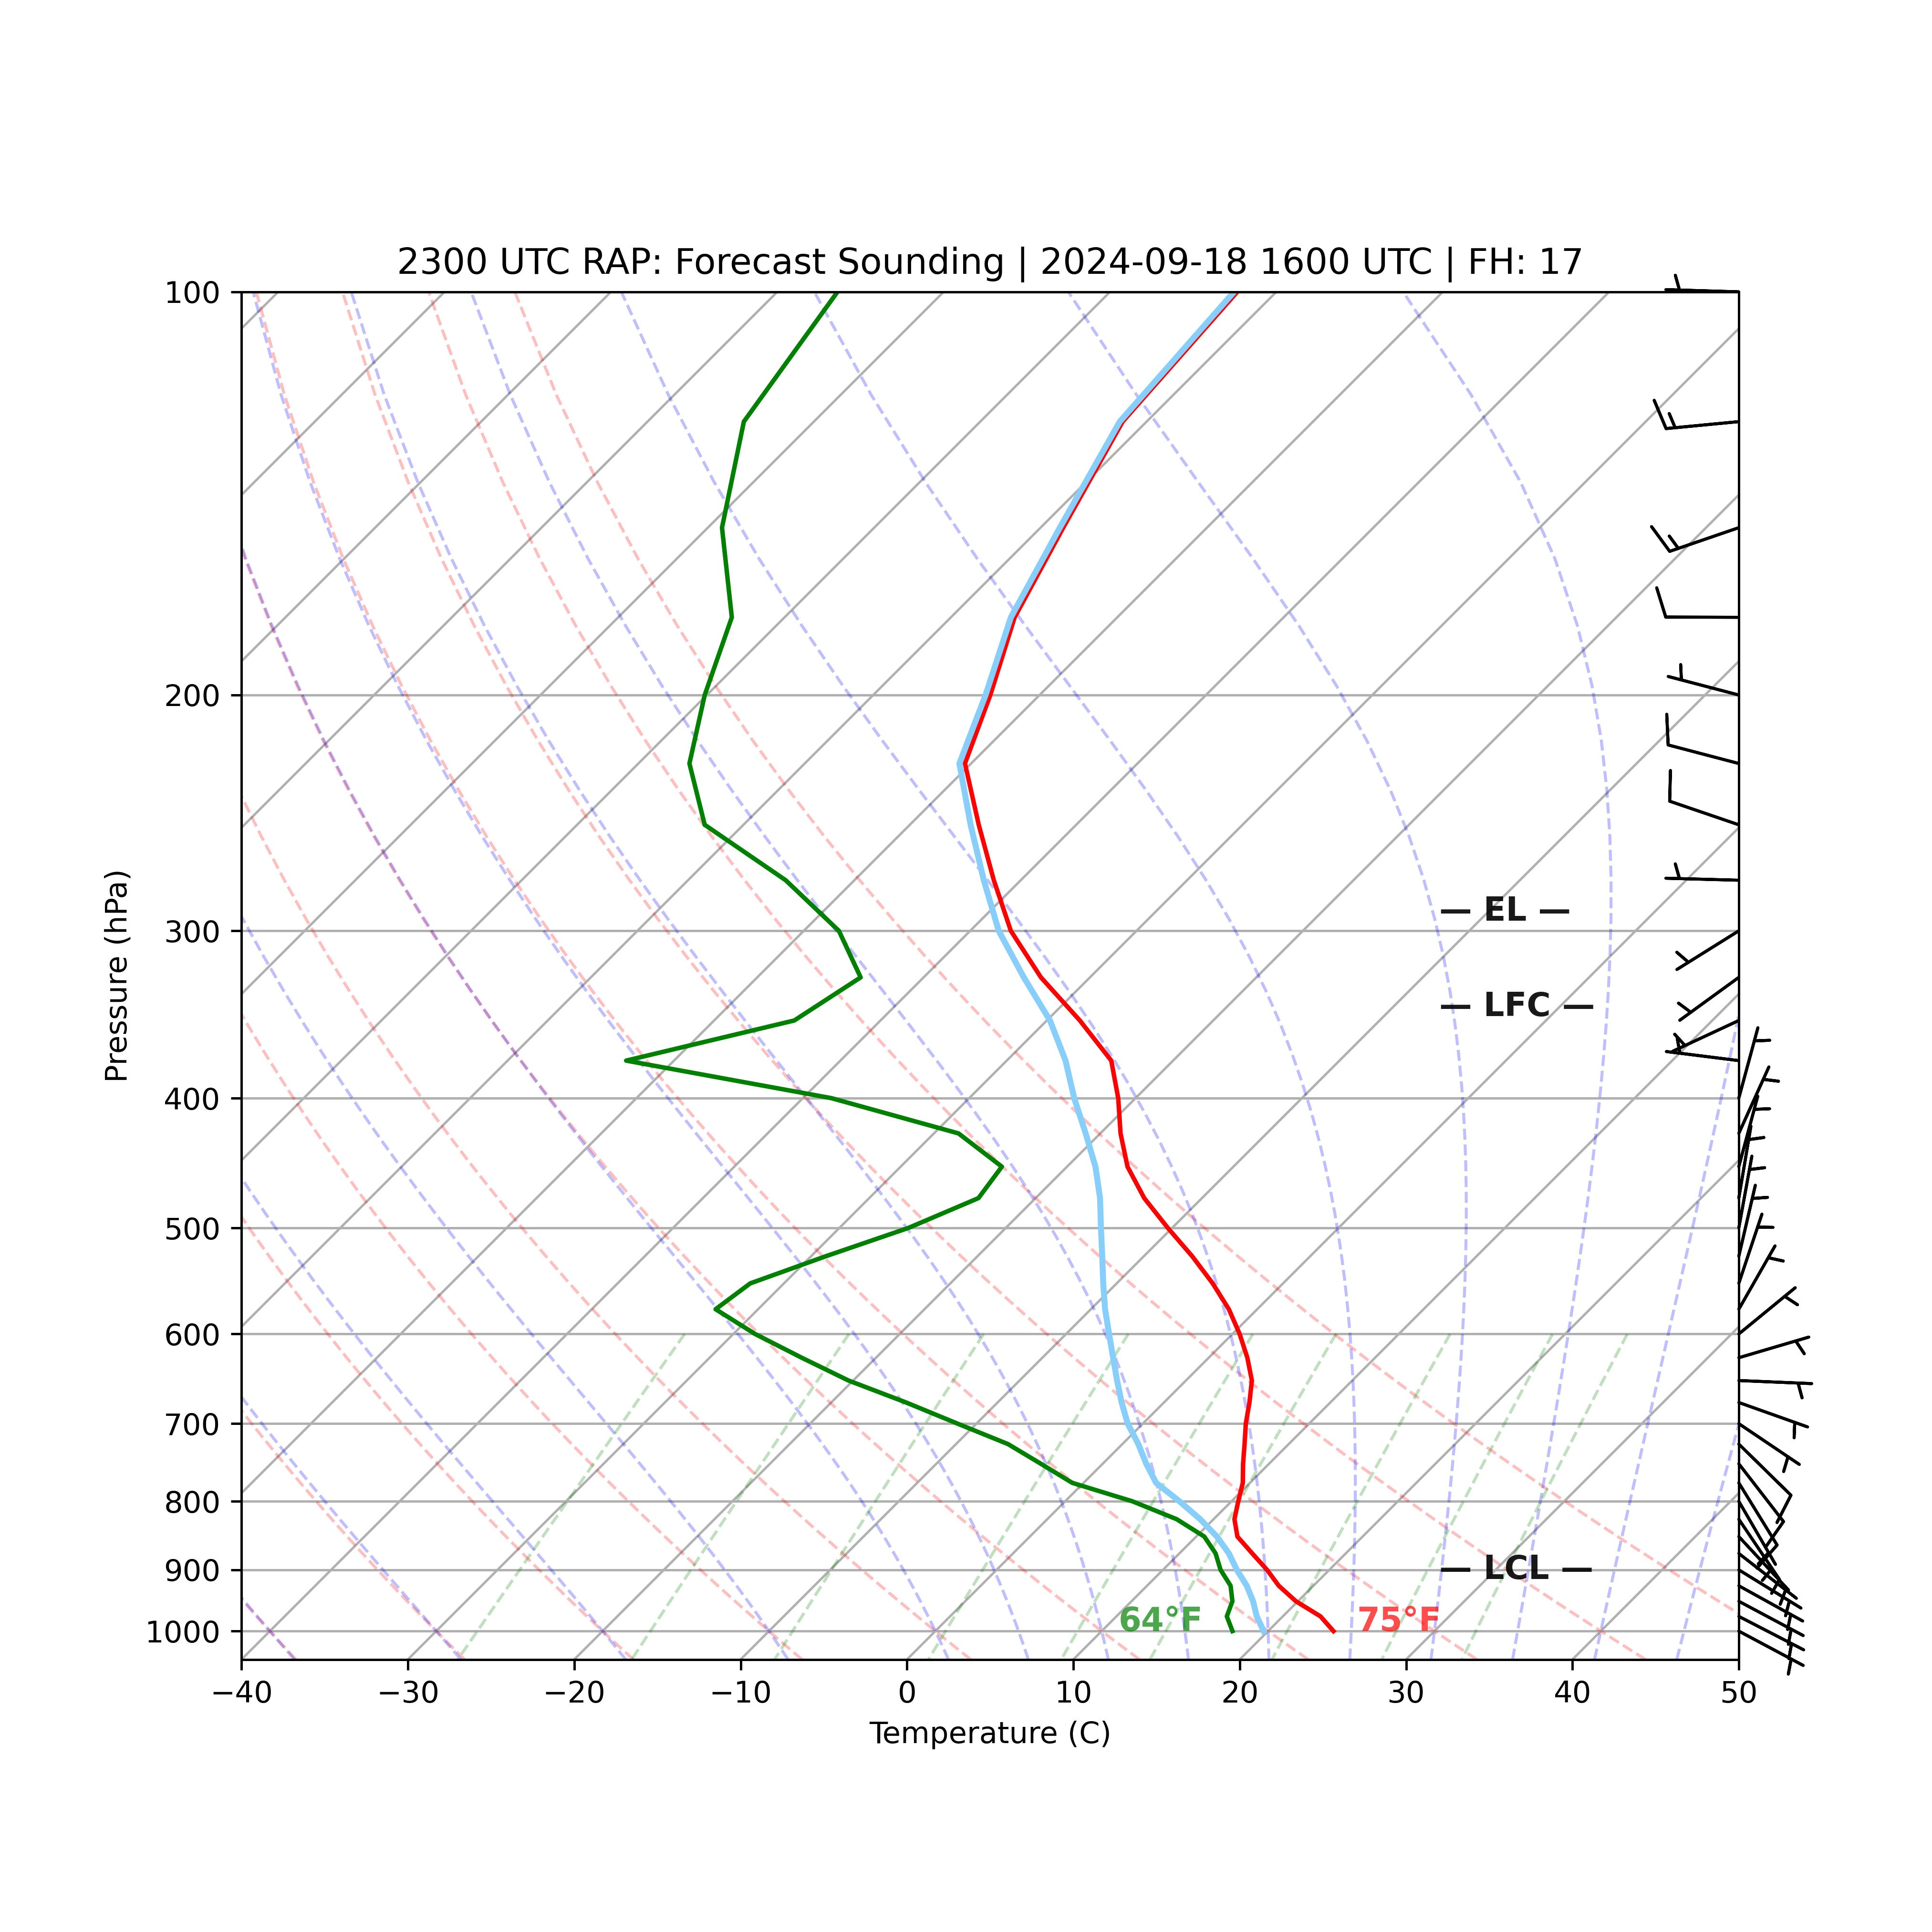 2300 UTC RAP: Forecast Sounding | 2024-09-18 1600 UTC | FH: 17
100
200
300
400
500
600
700
800
900
1000
Pressure (hPa)
— EL —
— LFC —
— LCL —
64°F 75°F
−40 −30 −20 −10 0 10 20 30 40 50
Temperature (C)